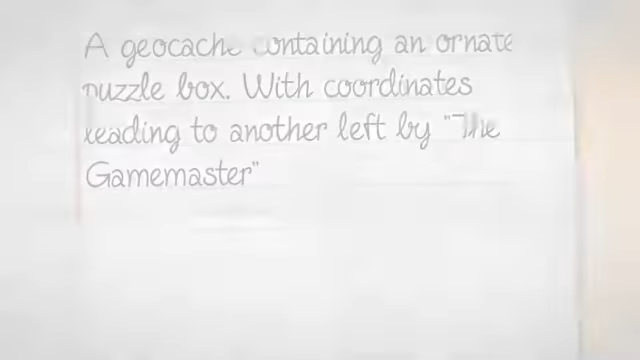 A geocache containing an ornate
puzzle box. With coordinates
leading to another left by "The
Gamemaster"